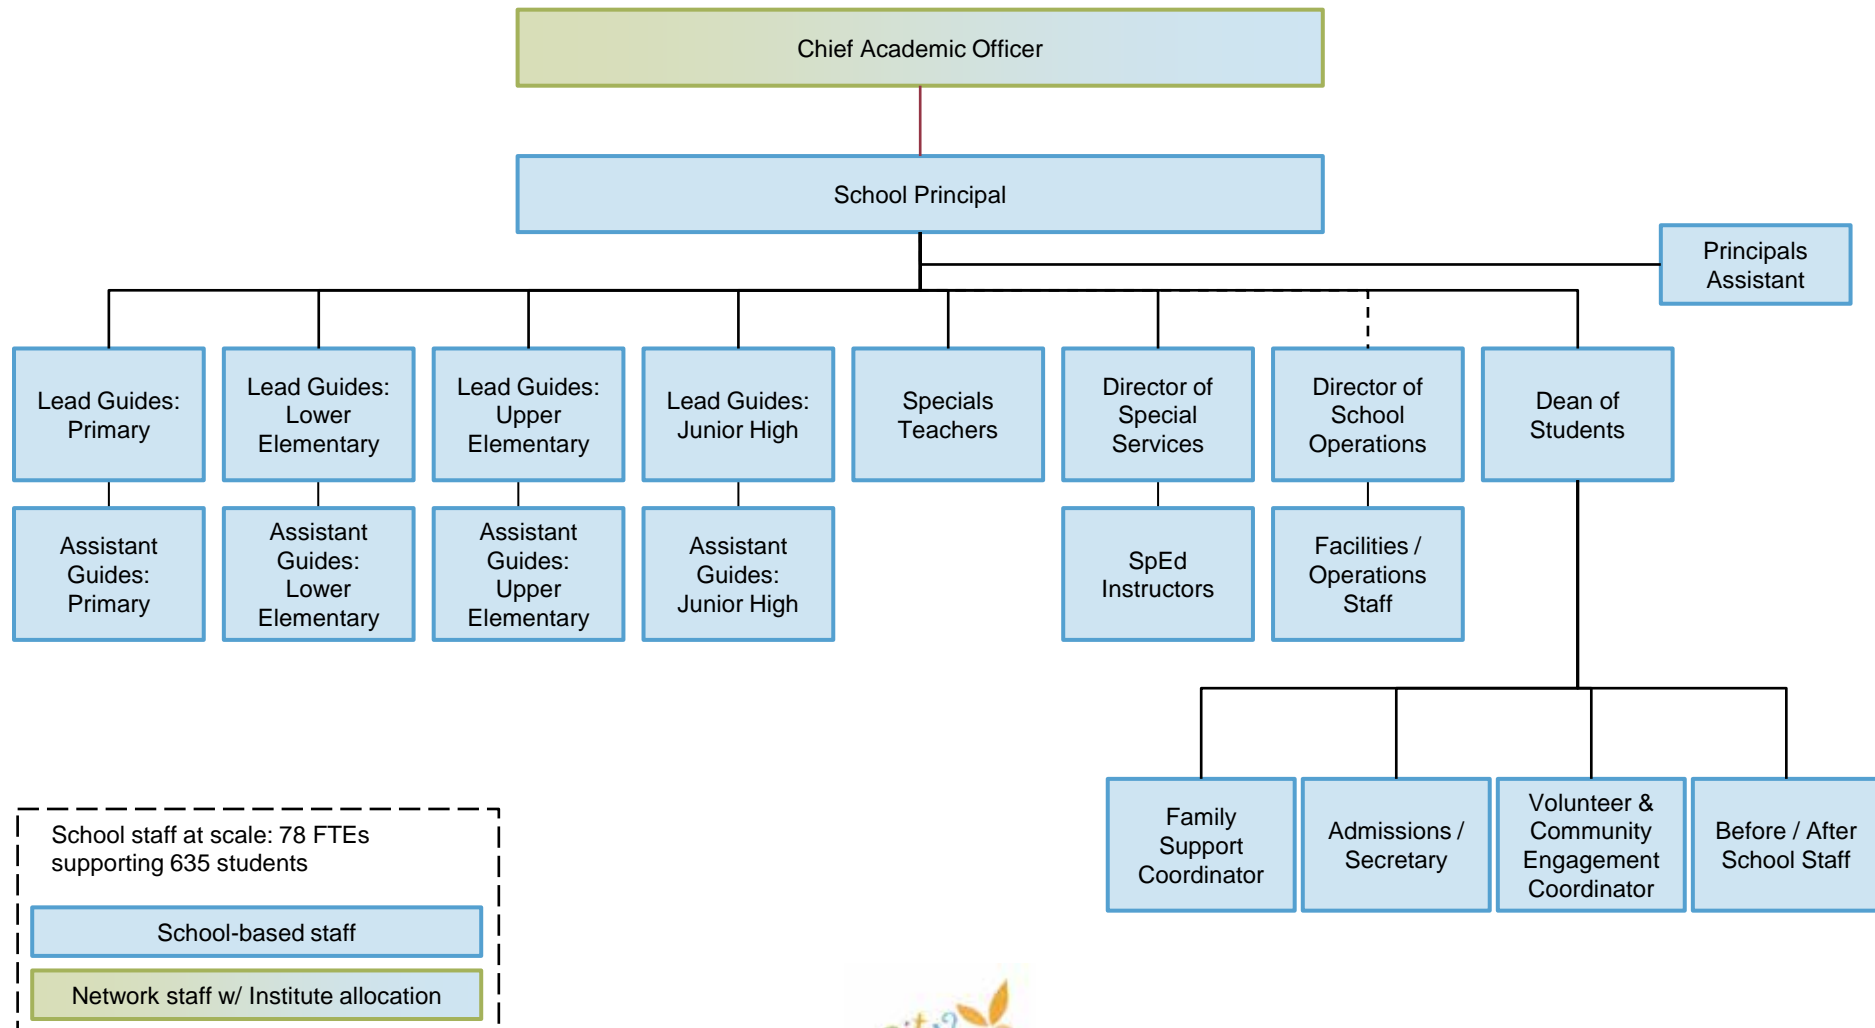 Chief Academic Officer
School Principal
Principals
Assistant
Lead Guides:
Primary
Lead Guides:
Lower
Elementary
Lead Guides:
Upper
Elementary
Lead Guides:
Junior High
Specials
Teachers
Director of
Special
Services
Director of
School
Operations
Dean of
Students
Assistant
Guides:
Primary
Assistant
Guides:
Lower
Elementary
Assistant
Guides:
Upper
Elementary
Assistant
Guides:
Junior High
SpEd
Instructors
Facilities /
Operations
Staff
Family
Support
Coordinator
Admissions /
Secretary
Volunteer &
Community
Engagement
Coordinator
Before / After
School Staff
School staff at scale: 78 FTEs
supporting 635 students
School-based staff
Network staff w/ Institute allocation